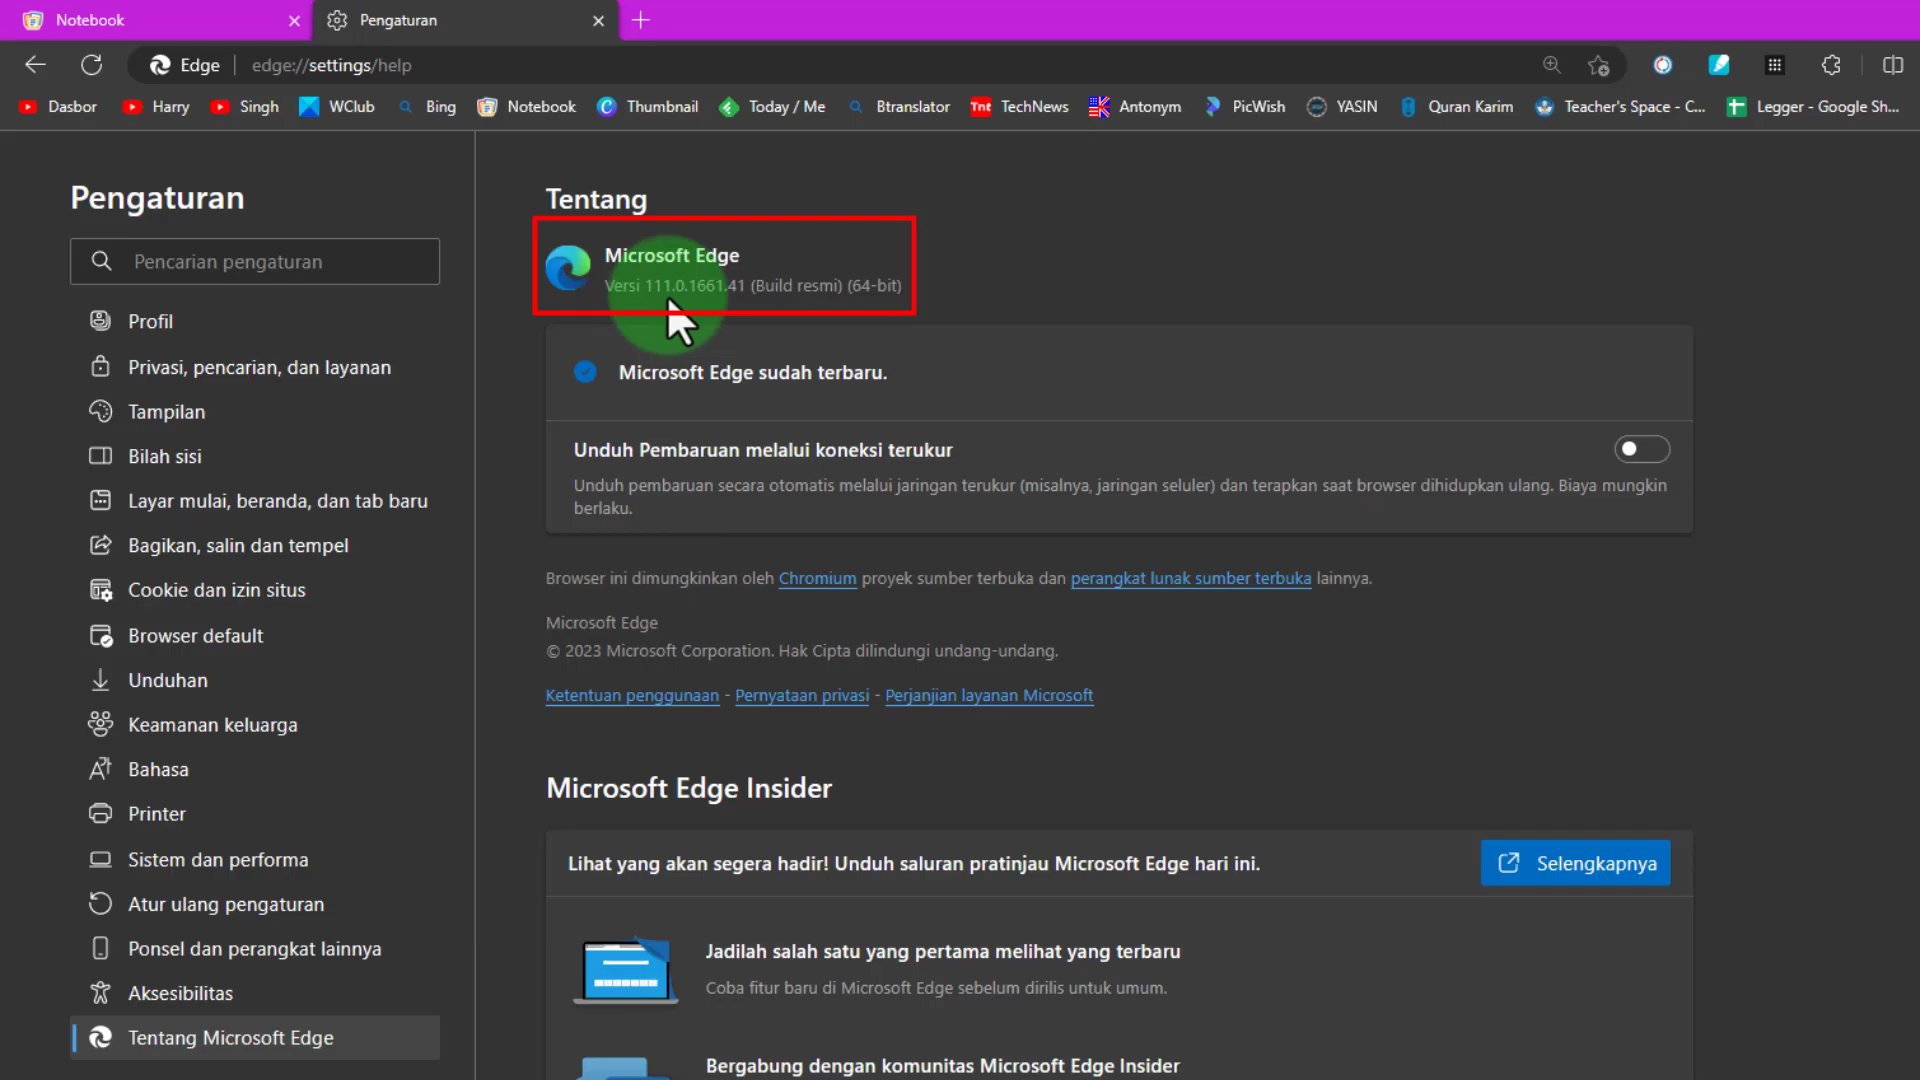 Notebook
Pengaturan
Edge
edge://settings/help
Dasbor
Harry
Singh
WClub
Bing
Notebook
Thumbnail
Today / Me
Btranslator
Tnt TechNews
Antonym
PicWish
YASIN
Quran Karim
Teacher's Space - C...
Legger - Google Sh...
Pengaturan
Pencarian pengaturan
Profil
Privasi, pencarian, dan layanan
Tampilan
Bilah sisi
Layar mulai, beranda, dan tab baru
Bagikan, salin dan tempel
Cookie dan izin situs
Browser default
Unduhan
Keamanan keluarga
Bahasa
Printer
Sistem dan performa
Atur ulang pengaturan
Ponsel dan perangkat lainnya
Aksesibilitas
Tentang Microsoft Edge
Tentang
Microsoft Edge
Versi 111.0.1661.41 (Build resmi) (64-bit)
Microsoft Edge sudah terbaru.
Unduh Pembaruan melalui koneksi terukur
Unduh pembaruan secara otomatis melalui jaringan terukur (misalnya, jaringan seluler) dan terapkan saat browser dihidupkan ulang. Biaya mungkin
berlaku.
Browser ini dimungkinkan oleh Chromium proyek sumber terbuka dan perangkat lunak sumber terbuka lainnya.
Microsoft Edge
© 2023 Microsoft Corporation. Hak Cipta dilindungi undang-undang.
Ketentuan penggunaan - Pernyataan privasi - Perjanjian layanan Microsoft
Microsoft Edge Insider
Lihat yang akan segera hadir! Unduh saluran pratinjau Microsoft Edge hari ini.
Selengkapnya
Jadilah salah satu yang pertama melihat yang terbaru
Coba fitur baru di Microsoft Edge sebelum dirilis untuk umum.
Bergabung dengan komunitas Microsoft Edge Insider